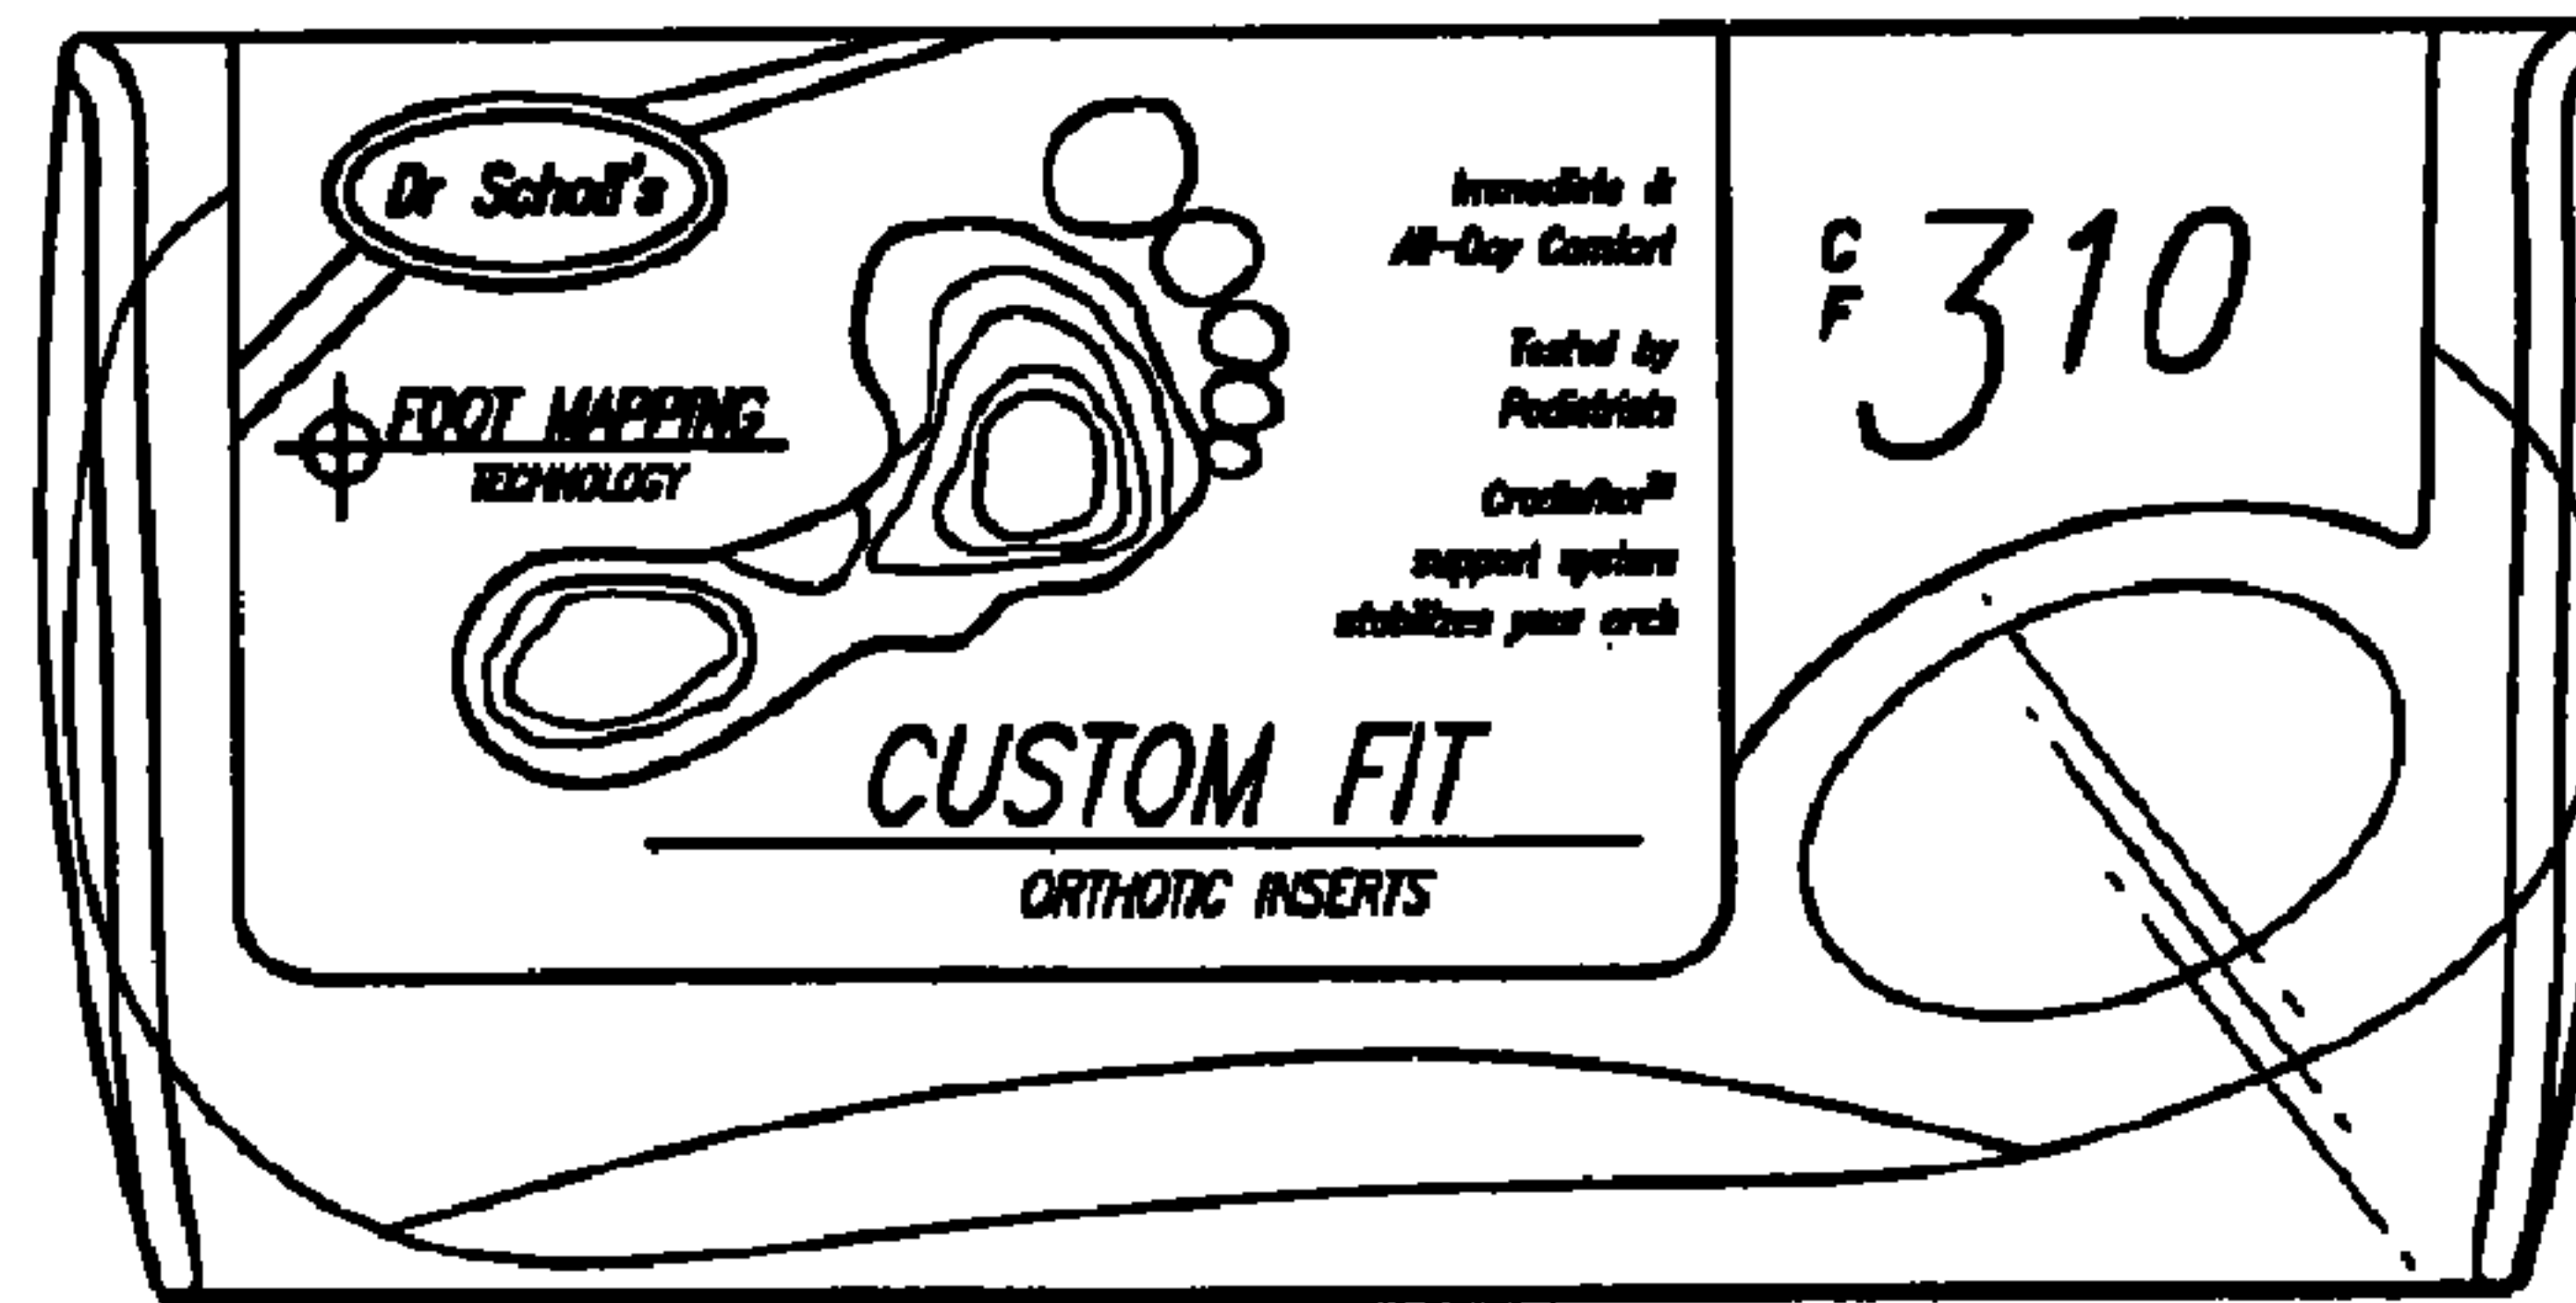 Dr Scholl's
FOOT MAPPING
TECHNOLOGY
Immediate &
All-Day Comfort
Tested by
Podiatrists
Cradleflex™
support system
stabilizes your arch
CUSTOM FIT
ORTHOTIC INSERTS
C
F
310